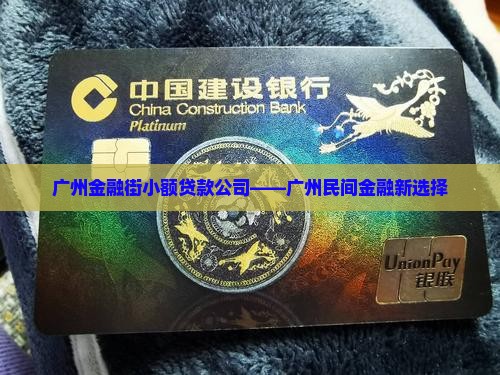 中国建设银行
China Construction Bank
Platinum
广州金融街小额贷款公司——广州民间金融新选择
UnionPay
银联